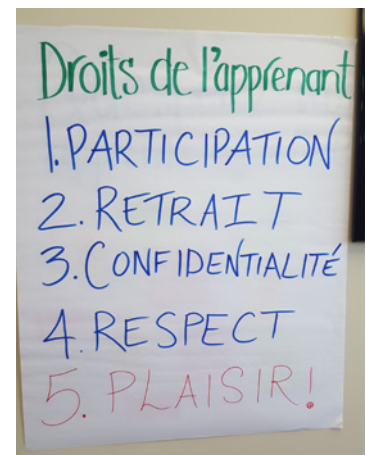 Droits de l'apprenant
1. PARTICIPATION
2. RETRAIT
3. CONFIDENTIALITÉ
4. RESPECT
5. PLAISIR!